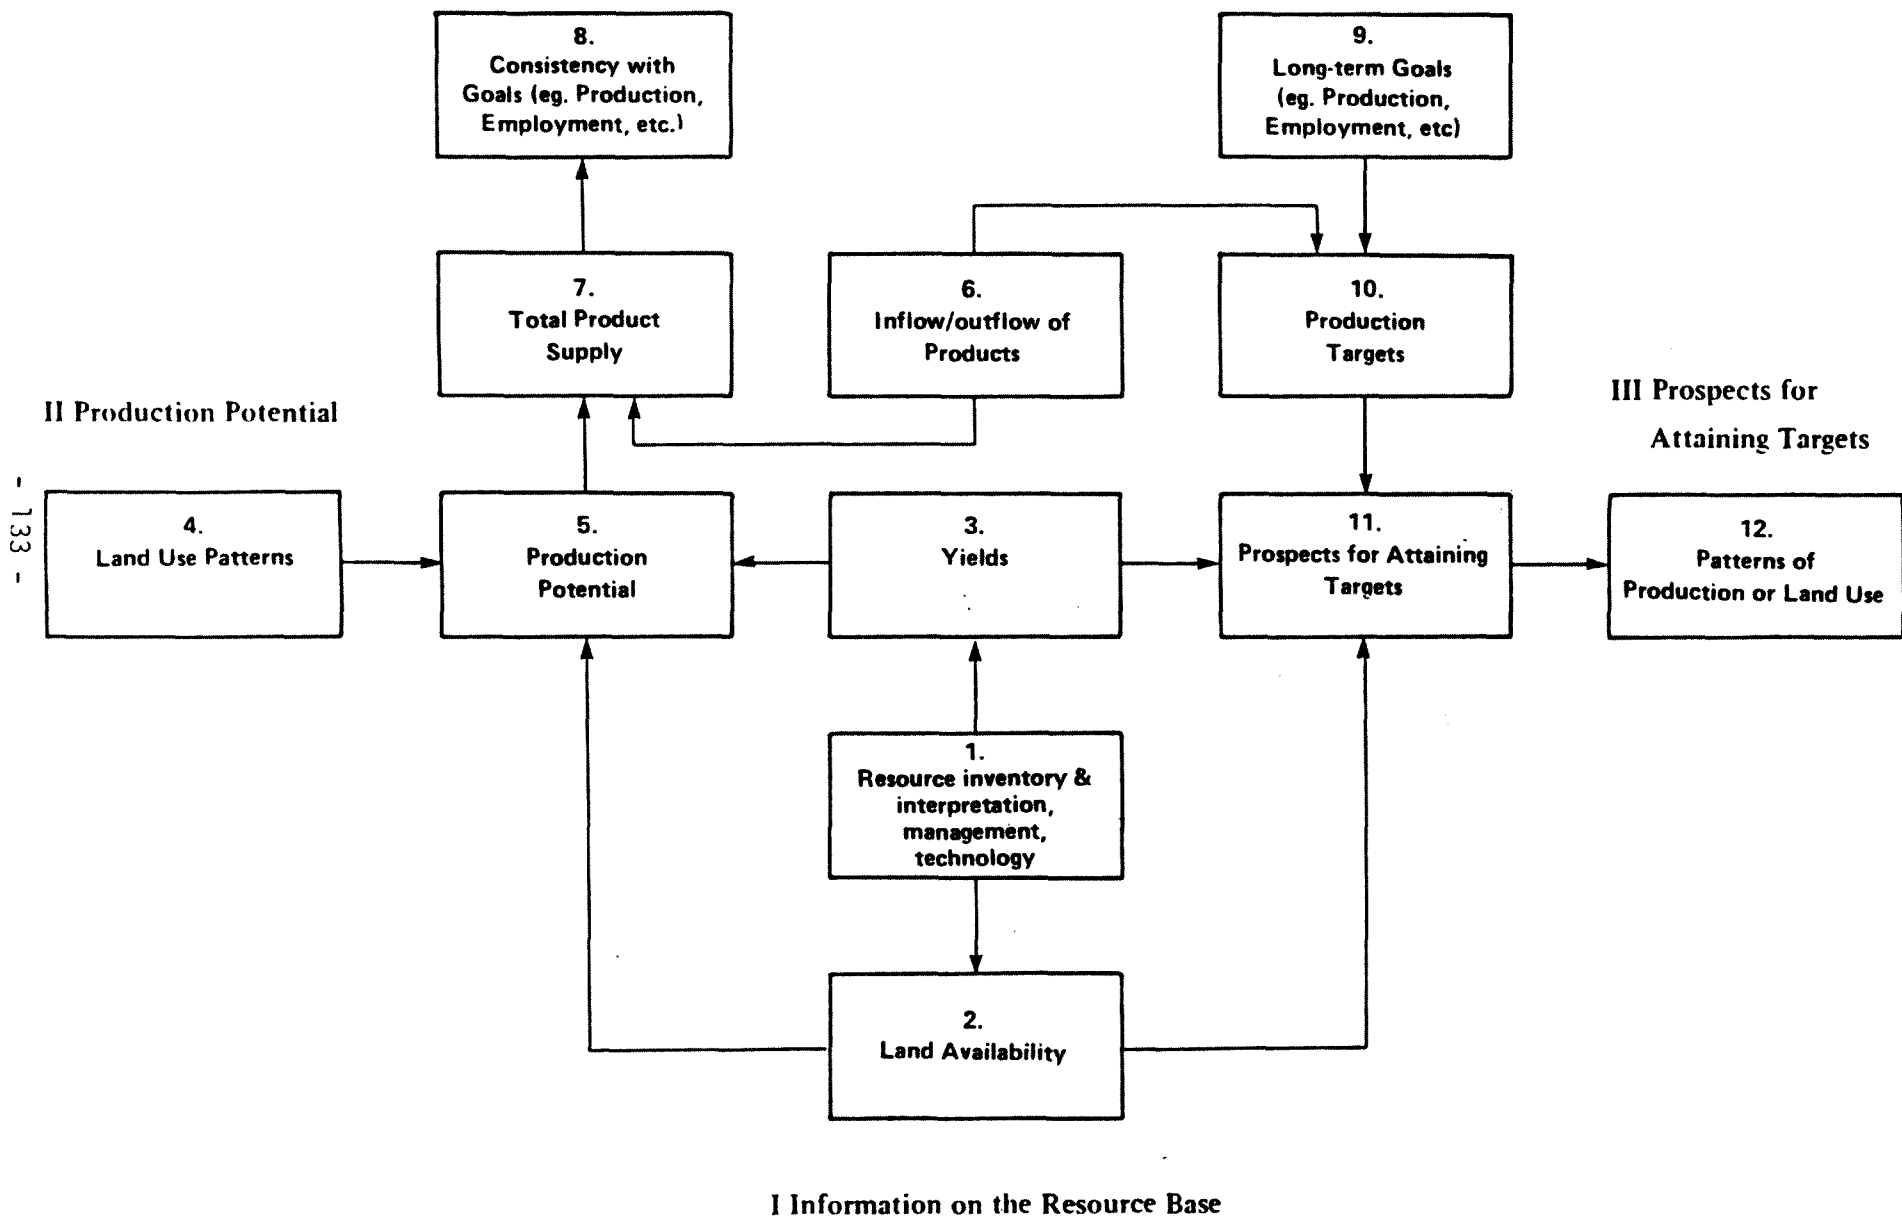 8.
Consistency with
Goals (eg. Production,
Employment, etc.)
9.
Long-term Goals
(eg. Production,
Employment, etc)
7.
Total Product
Supply
6.
Inflow/outflow of
Products
10.
Production
Targets
II Production Potential
III Prospects for
Attaining Targets
- 133 -
4.
Land Use Patterns
5.
Production
Potential
3.
Yields
11.
Prospects for Attaining
Targets
12.
Patterns of
Production or Land Use
1.
Resource inventory &
interpretation,
management,
technology
2.
Land Availability
I Information on the Resource Base